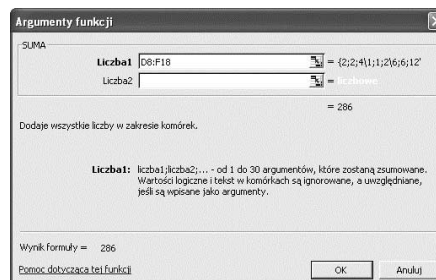 Argumenty funkcji
SUMA
Liczba1 D8:F18 = {2;2;4\1;1;2\6;6;12'
Liczba2 = liczbowe
= 286
Dodaje wszystkie liczby w zakresie komórek.
Liczba1: liczba1;liczba2;... - od 1 do 30 argumentów, które zostaną zsumowane.
Wartości logiczne i tekst w komórkach są ignorowane, a uwzględniane,
jeśli są wpisane jako argumenty.
Wynik formuły = 286
Pomoc dotycząca tej funkcji
OK
Anuluj